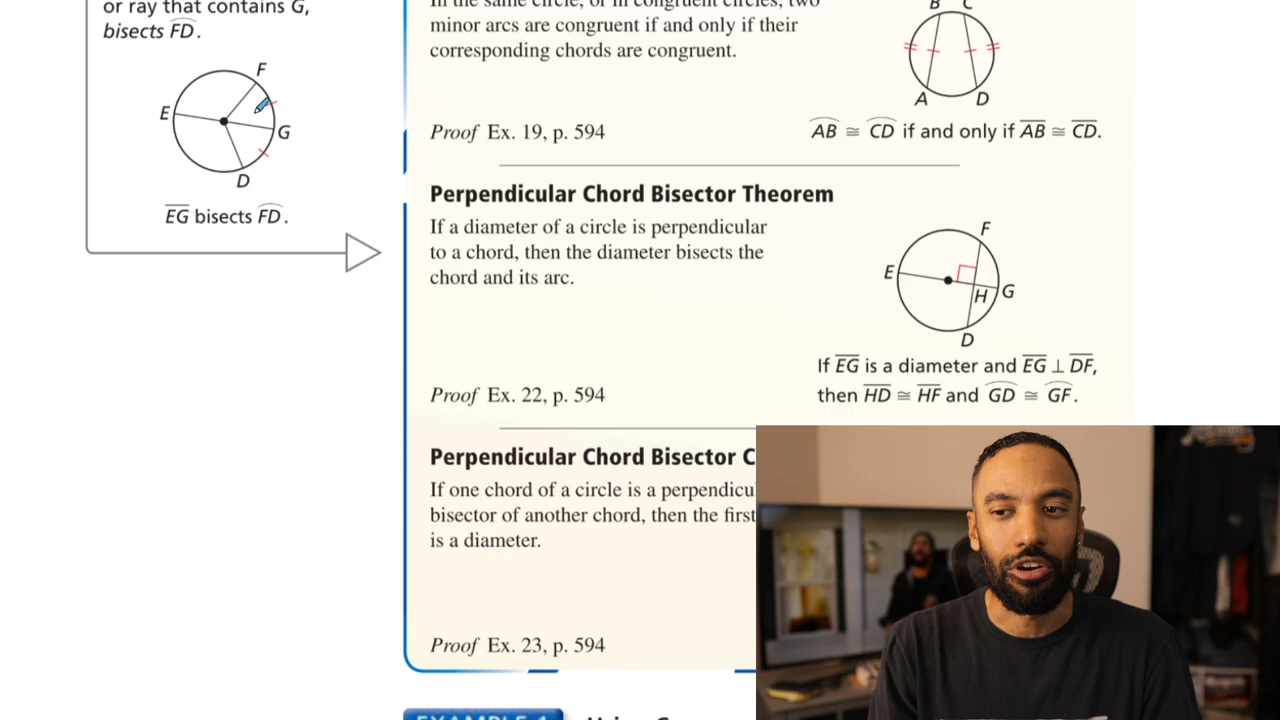 or ray that contains G,
bisects FD.
F
E
G
D
EG bisects FD.
In the same circle, or in congruent circles, two
minor arcs are congruent if and only if their
corresponding chords are congruent.
B C
A D
Proof Ex. 19, p. 594
AB ≅ CD if and only if AB ≅ CD.
Perpendicular Chord Bisector Theorem
If a diameter of a circle is perpendicular
to a chord, then the diameter bisects the
chord and its arc.
F
E
H G
D
If EG is a diameter and EG ⊥ DF,
then HD ≅ HF and GD ≅ GF.
Proof Ex. 22, p. 594
Perpendicular Chord Bisector C
If one chord of a circle is a perpendicu
bisector of another chord, then the first
is a diameter.
Proof Ex. 23, p. 594
EXAMPLE 1